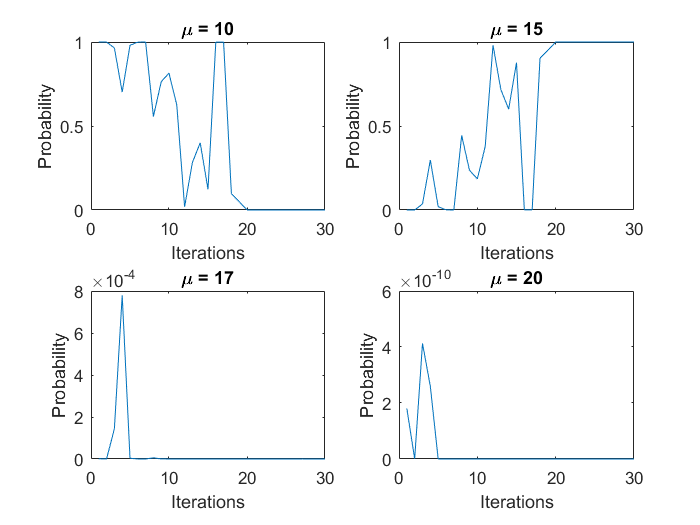 μ = 10
1
0.5
0
Probability
0 10 20 30
Iterations
μ = 15
1
0.5
0
Probability
0 10 20 30
Iterations
×10-4
μ = 17
8
6
4
2
0
Probability
0 10 20 30
Iterations
×10-10
μ = 20
6
4
2
0
Probability
0 10 20 30
Iterations